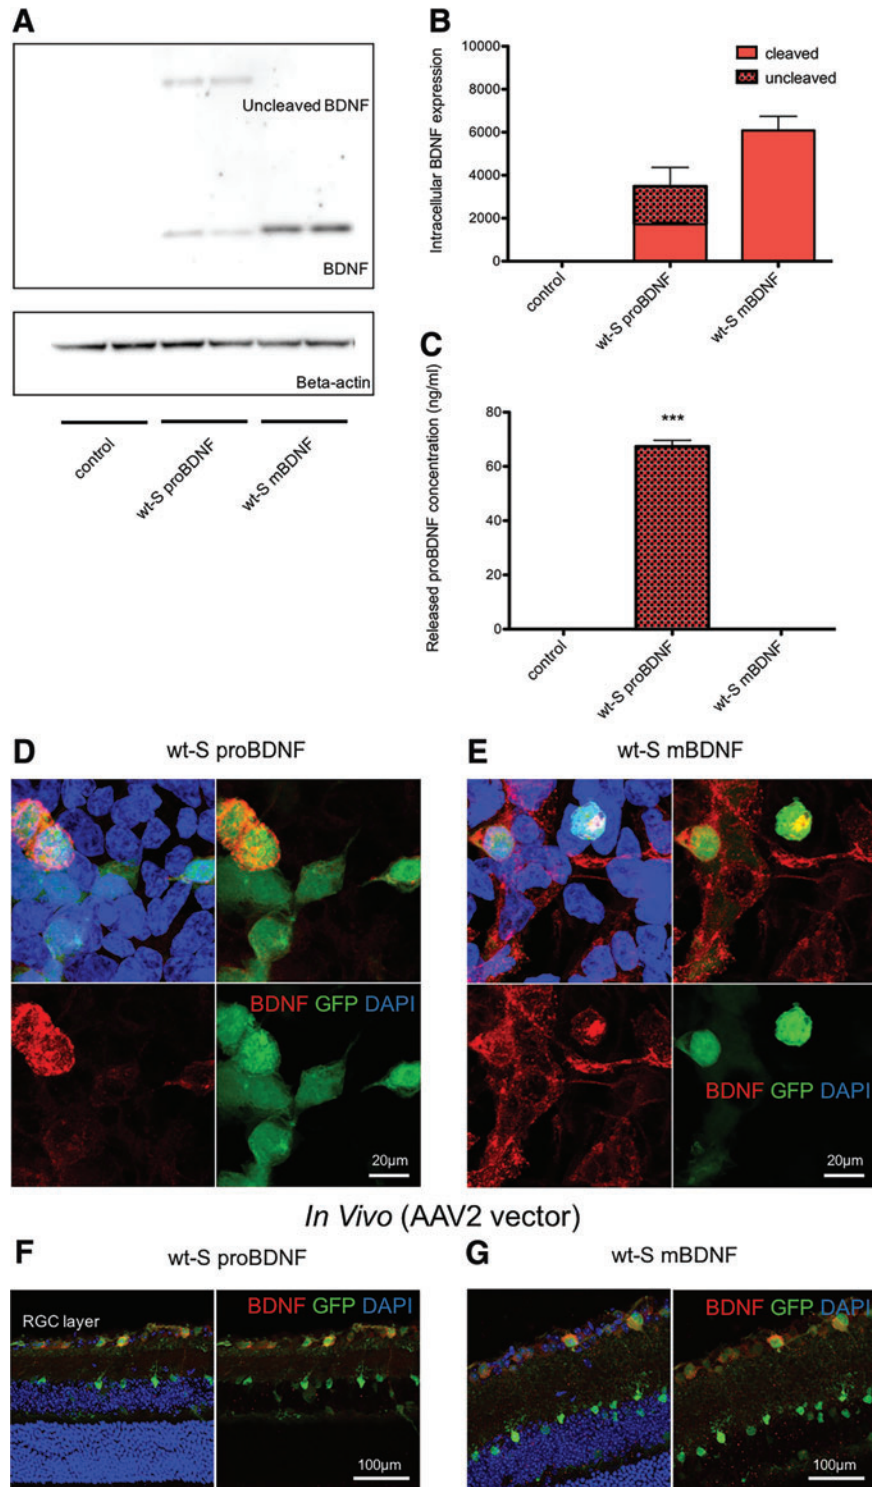 A
Uncleaved BDNF
BDNF
Beta-actin
control
wt-S proBDNF
wt-S mBDNF
B
Intracellular BDNF expression
10000
8000
6000
4000
2000
0
cleaved
uncleaved
control
wt-S proBDNF
wt-S mBDNF
C
Released proBDNF concentration (ng/ml)
80
60
40
20
0
***
control
wt-S proBDNF
wt-S mBDNF
D
wt-S proBDNF
BDNF GFP DAPI
20µm
E
wt-S mBDNF
BDNF GFP DAPI
20µm
In Vivo (AAV2 vector)
F
wt-S proBDNF
RGC layer
BDNF GFP DAPI
100µm
G
wt-S mBDNF
BDNF GFP DAPI
100µm